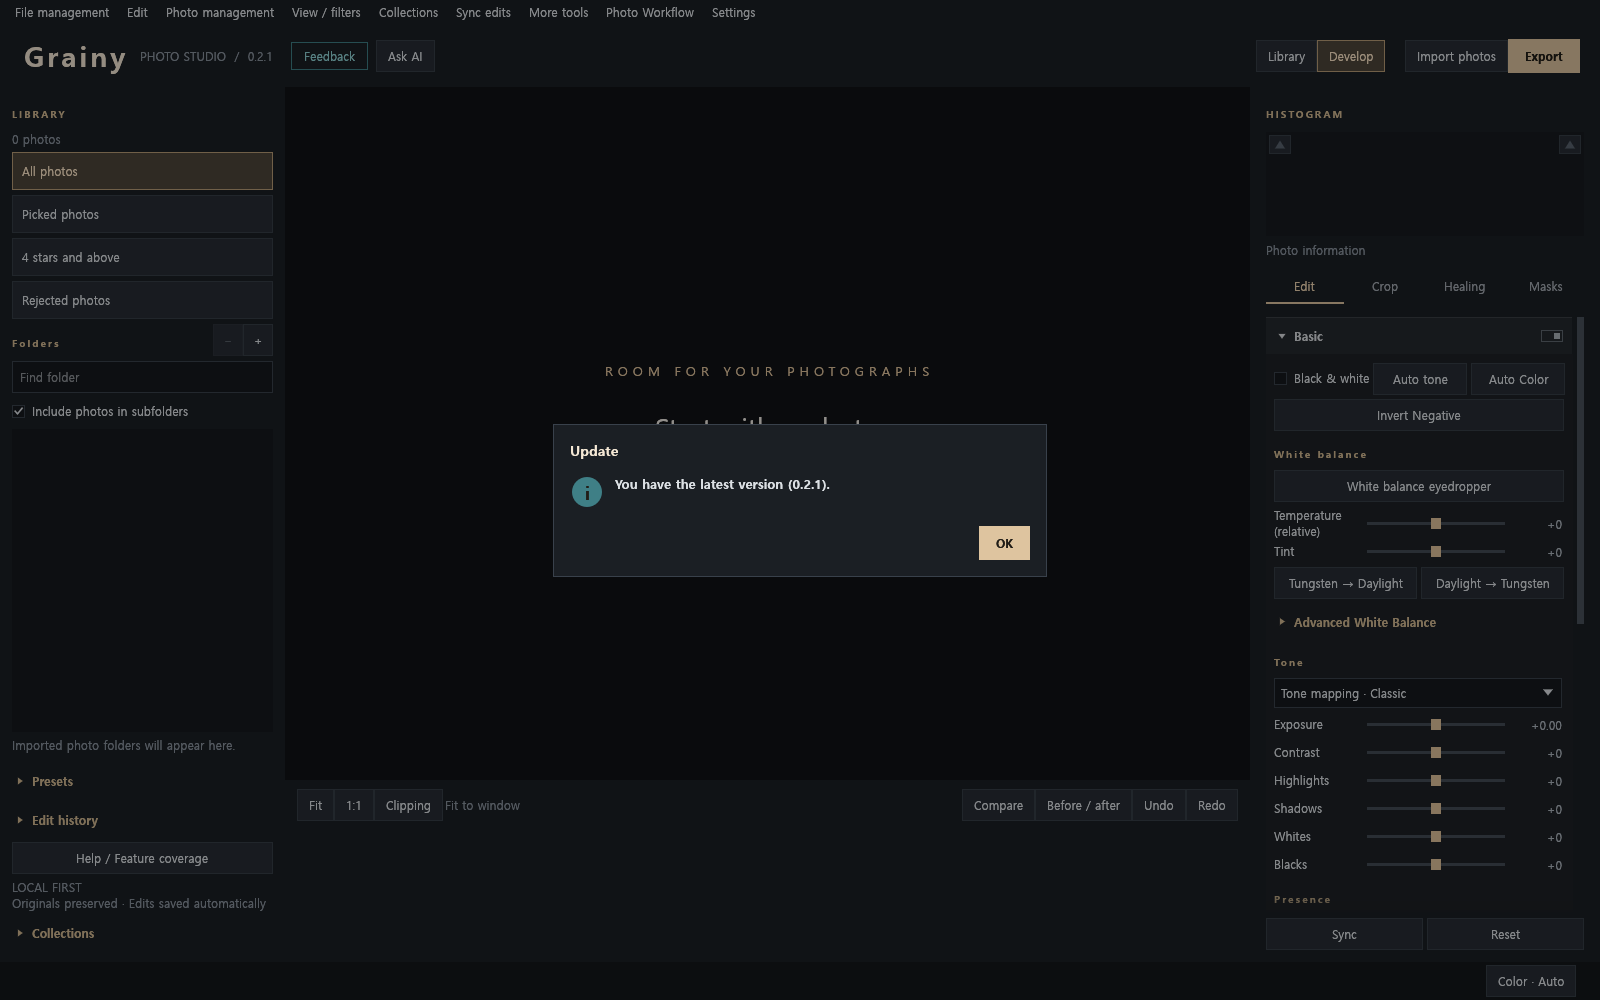 File management Edit Photo management View / filters Collections Sync edits More tools Photo Workflow Settings
Grainy PHOTO STUDIO / 0.2.1 Feedback Ask AI Library Develop Import photos Export
LIBRARY
0 photos
All photos
Picked photos
4 stars and above
Rejected photos
Folders − +
Find folder
Include photos in subfolders
Imported photo folders will appear here.
Presets
Edit history
Help / Feature coverage
LOCAL FIRST
Originals preserved · Edits saved automatically
Collections
ROOM FOR YOUR PHOTOGRAPHS
Update
You have the latest version (0.2.1).
OK
Fit 1:1 Clipping Fit to window Compare Before / after Undo Redo
HISTOGRAM
Photo information
Edit Crop Healing Masks
Basic
Black & white Auto tone Auto Color
Invert Negative
White balance
White balance eyedropper
Temperature
(relative) +0
Tint +0
Tungsten → Daylight Daylight → Tungsten
Advanced White Balance
Tone
Tone mapping · Classic
Exposure +0.00
Contrast +0
Highlights +0
Shadows +0
Whites +0
Blacks +0
Presence
Sync Reset
Color · Auto